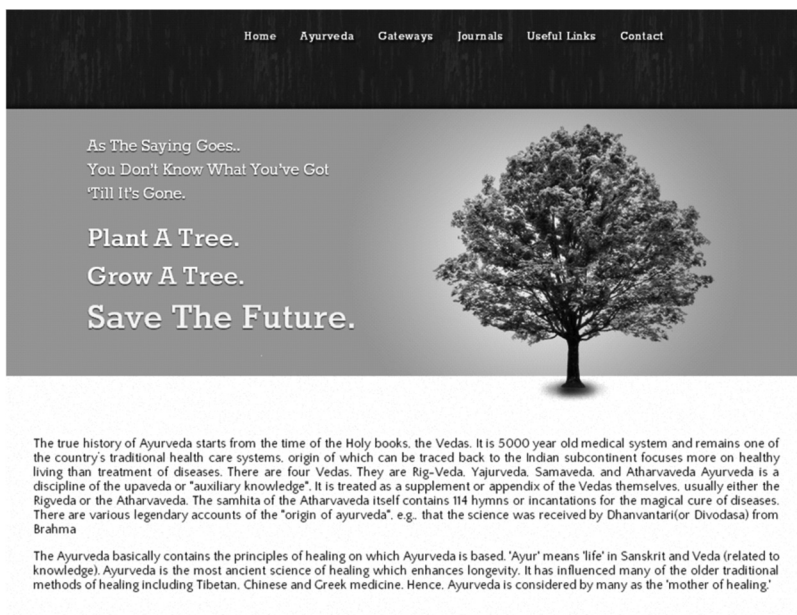 Home Ayurveda Gateways Journals Useful Links Contact
As The Saying Goes..
You Don't Know What You've Got
'Till It's Gone.
Plant A Tree.
Grow A Tree.
Save The Future.
The true history of Ayurveda starts from the time of the Holy books, the Vedas. It is 5000 year old medical system and remains one of
the country's traditional health care systems, origin of which can be traced back to the Indian subcontinent focuses more on healthy
living than treatment of diseases. There are four Vedas. They are Rig-Veda, Yajurveda, Samaveda, and Atharvaveda Ayurveda is a
discipline of the upaveda or "auxiliary knowledge". It is treated as a supplement or appendix of the Vedas themselves, usually either the
Rigveda or the Atharvaveda. The samhita of the Atharvaveda itself contains 114 hymns or incantations for the magical cure of diseases.
There are various legendary accounts of the "origin of ayurveda", e.g., that the science was received by Dhanvantari(or Divodasa) from
Brahma
The Ayurveda basically contains the principles of healing on which Ayurveda is based. 'Ayur' means 'life' in Sanskrit and Veda (related to
knowledge). Ayurveda is the most ancient science of healing which enhances longevity. It has influenced many of the older traditional
methods of healing including Tibetan, Chinese and Greek medicine. Hence, Ayurveda is considered by many as the 'mother of healing.'